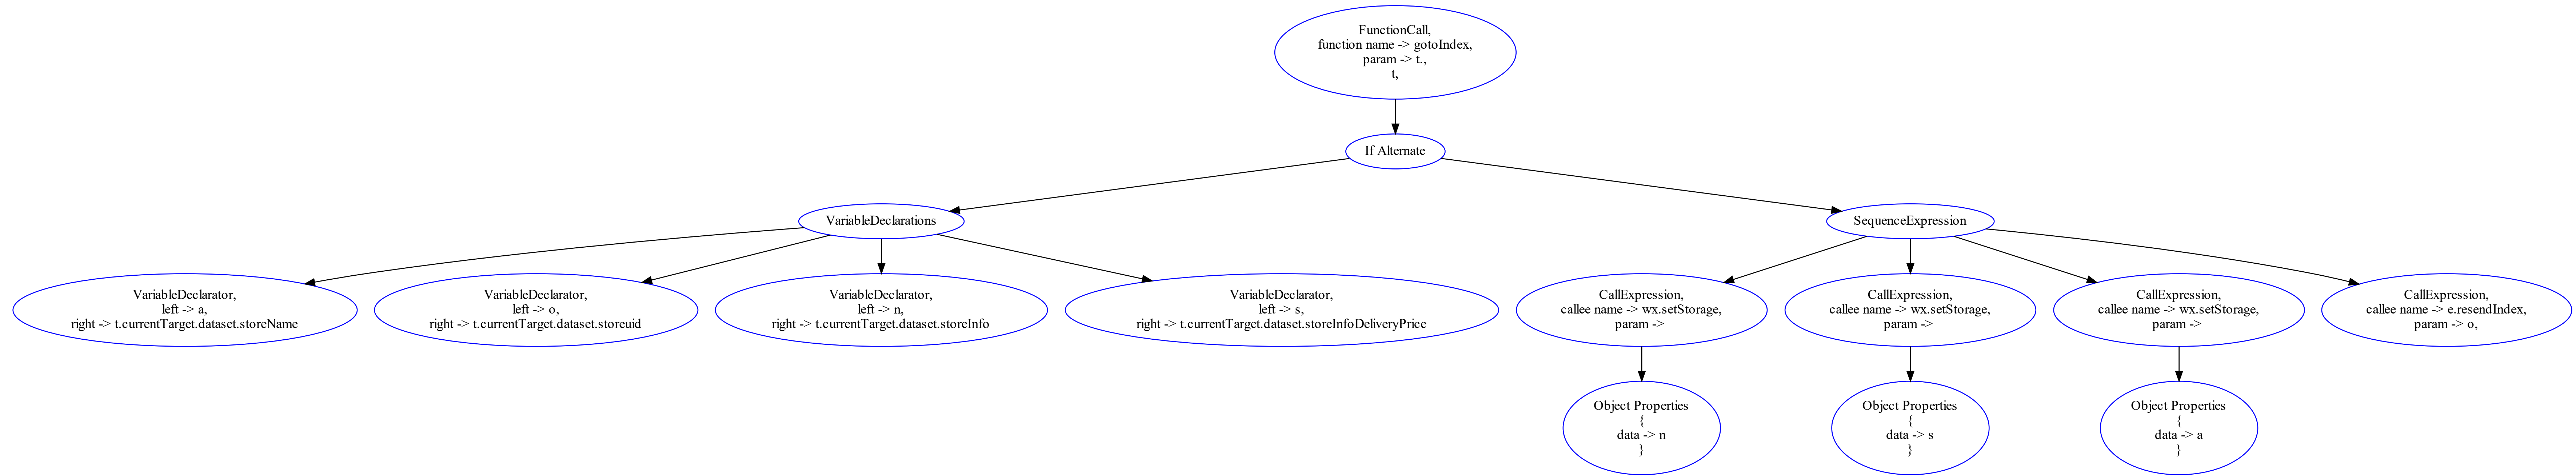 FunctionCall,
function name -> gotoIndex,
param -> t.,
t,
If Alternate
VariableDeclarations
SequenceExpression
VariableDeclarator,
left -> a,
right -> t.currentTarget.dataset.storeName
VariableDeclarator,
left -> o,
right -> t.currentTarget.dataset.storeuid
VariableDeclarator,
left -> n,
right -> t.currentTarget.dataset.storeInfo
VariableDeclarator,
left -> s,
right -> t.currentTarget.dataset.storeInfoDeliveryPrice
CallExpression,
callee name -> wx.setStorage,
param ->
CallExpression,
callee name -> wx.setStorage,
param ->
CallExpression,
callee name -> wx.setStorage,
param ->
CallExpression,
callee name -> e.resendIndex,
param -> o,
Object Properties
{
data -> n
}
Object Properties
{
data -> s
}
Object Properties
{
data -> a
}